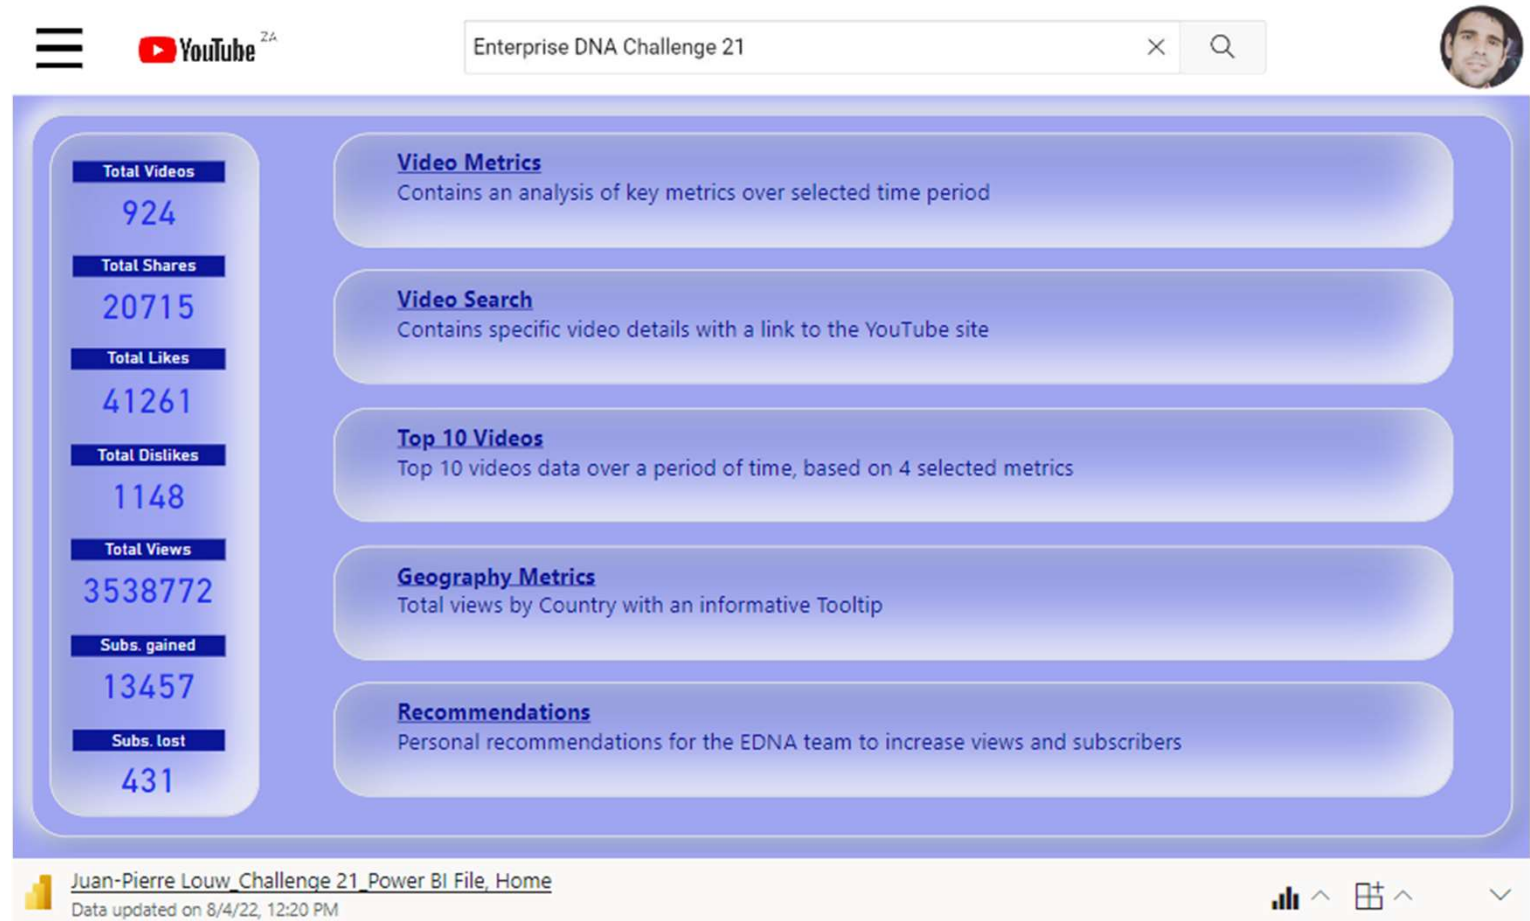 YouTube ZA
Enterprise DNA Challenge 21
Total Videos
924
Total Shares
20715
Total Likes
41261
Total Dislikes
1148
Total Views
3538772
Subs. gained
13457
Subs. lost
431
Video Metrics
Contains an analysis of key metrics over selected time period
Video Search
Contains specific video details with a link to the YouTube site
Top 10 Videos
Top 10 videos data over a period of time, based on 4 selected metrics
Geography Metrics
Total views by Country with an informative Tooltip
Recommendations
Personal recommendations for the EDNA team to increase views and subscribers
Juan-Pierre Louw_Challenge 21_Power BI File, Home
Data updated on 8/4/22, 12:20 PM